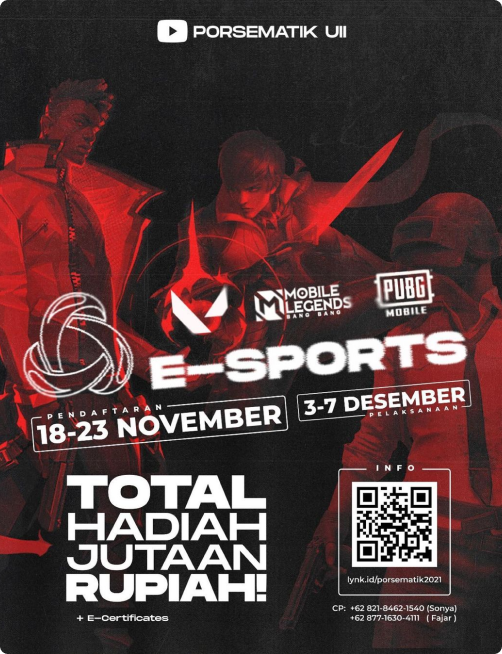 PORSEMATIK UII
MOBILE
LEGENDS
BANG BANG
PUBG
MOBILE
E-SPORTS
PENDAFTARAN
18-23 NOVEMBER
3-7 DESEMBER
PELAKSANAAN
TOTAL
HADIAH
JUTAAN
RUPIAH!
+ E-Certificates
INFO
lynk.id/porsematik2021
CP: +62 821-8462-1540 (Sonya)
+62 877-1630-4111 ( Fajar )